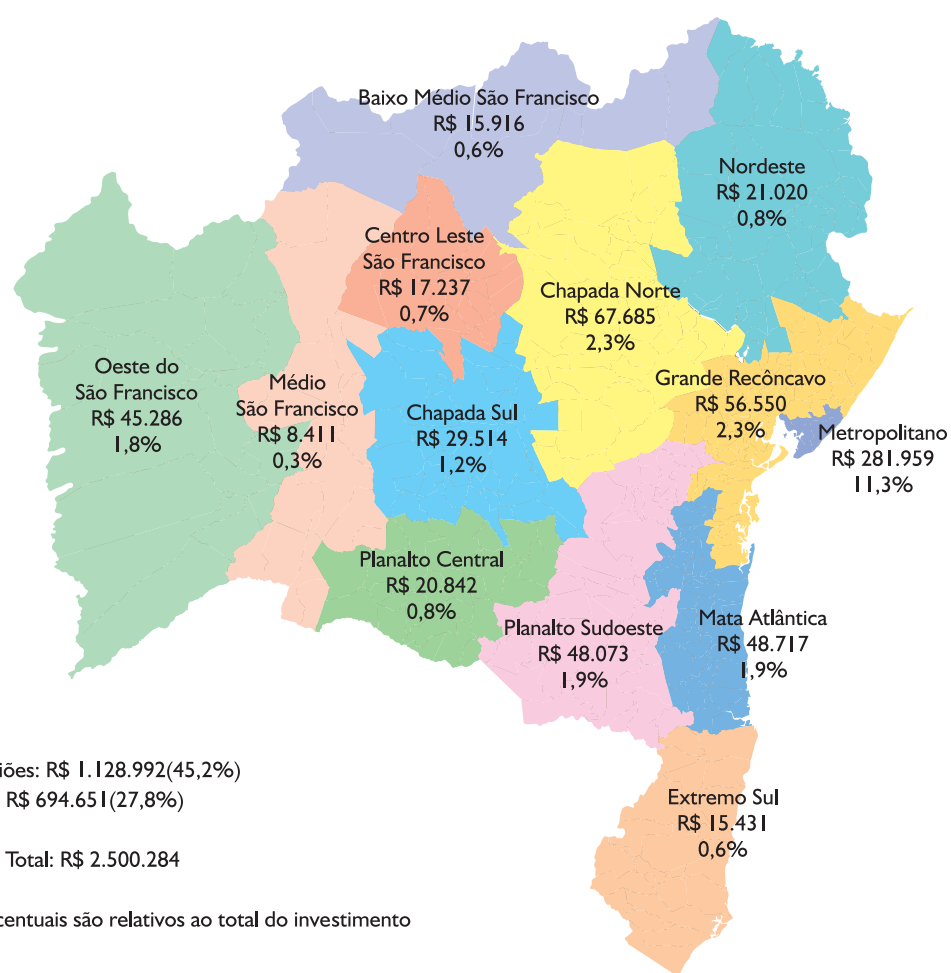 Baixo Médio São Francisco
R$ 15.916
0,6%
Nordeste
R$ 21.020
0,8%
Centro Leste
São Francisco
R$ 17.237
0,7%
Chapada Norte
R$ 67.685
2,3%
Oeste do
São Francisco
R$ 45.286
1,8%
Médio
São Francisco
R$ 8.411
0,3%
Chapada Sul
R$ 29.514
1,2%
Grande Recôncavo
R$ 56.550
2,3%
Metropolitano
R$ 281.959
11,3%
Planalto Central
R$ 20.842
0,8%
Planalto Sudoeste
R$ 48.073
1,9%
Mata Atlântica
R$ 48.717
1,9%
Extremo Sul
R$ 15.431
0,6%
iões: R$ 1.128.992(45,2%)
R$ 694.651(27,8%)
Total: R$ 2.500.284
centuais são relativos ao total do investimento